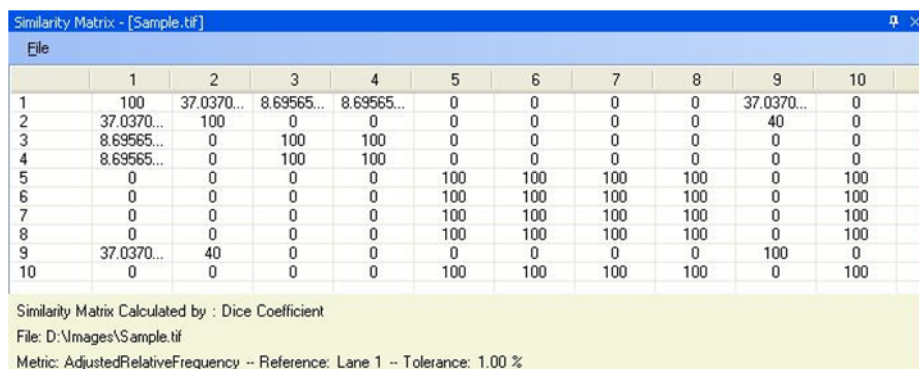 Similarity Matrix - [Sample.tif]
File
1 2 3 4 5 6 7 8 9 10
1 100 37.0370... 8.69565... 8.69565... 0 0 0 0 37.0370... 0
2 37.0370... 100 0 0 0 0 0 0 40 0
3 8.69565... 0 100 100 0 0 0 0 0 0
4 8.69565... 0 100 100 0 0 0 0 0 0
5 0 0 0 0 100 100 100 100 0 100
6 0 0 0 0 100 100 100 100 0 100
7 0 0 0 0 100 100 100 100 0 100
8 0 0 0 0 100 100 100 100 0 100
9 37.0370... 40 0 0 0 0 0 0 100 0
10 0 0 0 0 100 100 100 100 0 100
Similarity Matrix Calculated by : Dice Coefficient
File: D:\Images\Sample.tif
Metric: AdjustedRelativeFrequency -- Reference: Lane 1 -- Tolerance: 1.00 %